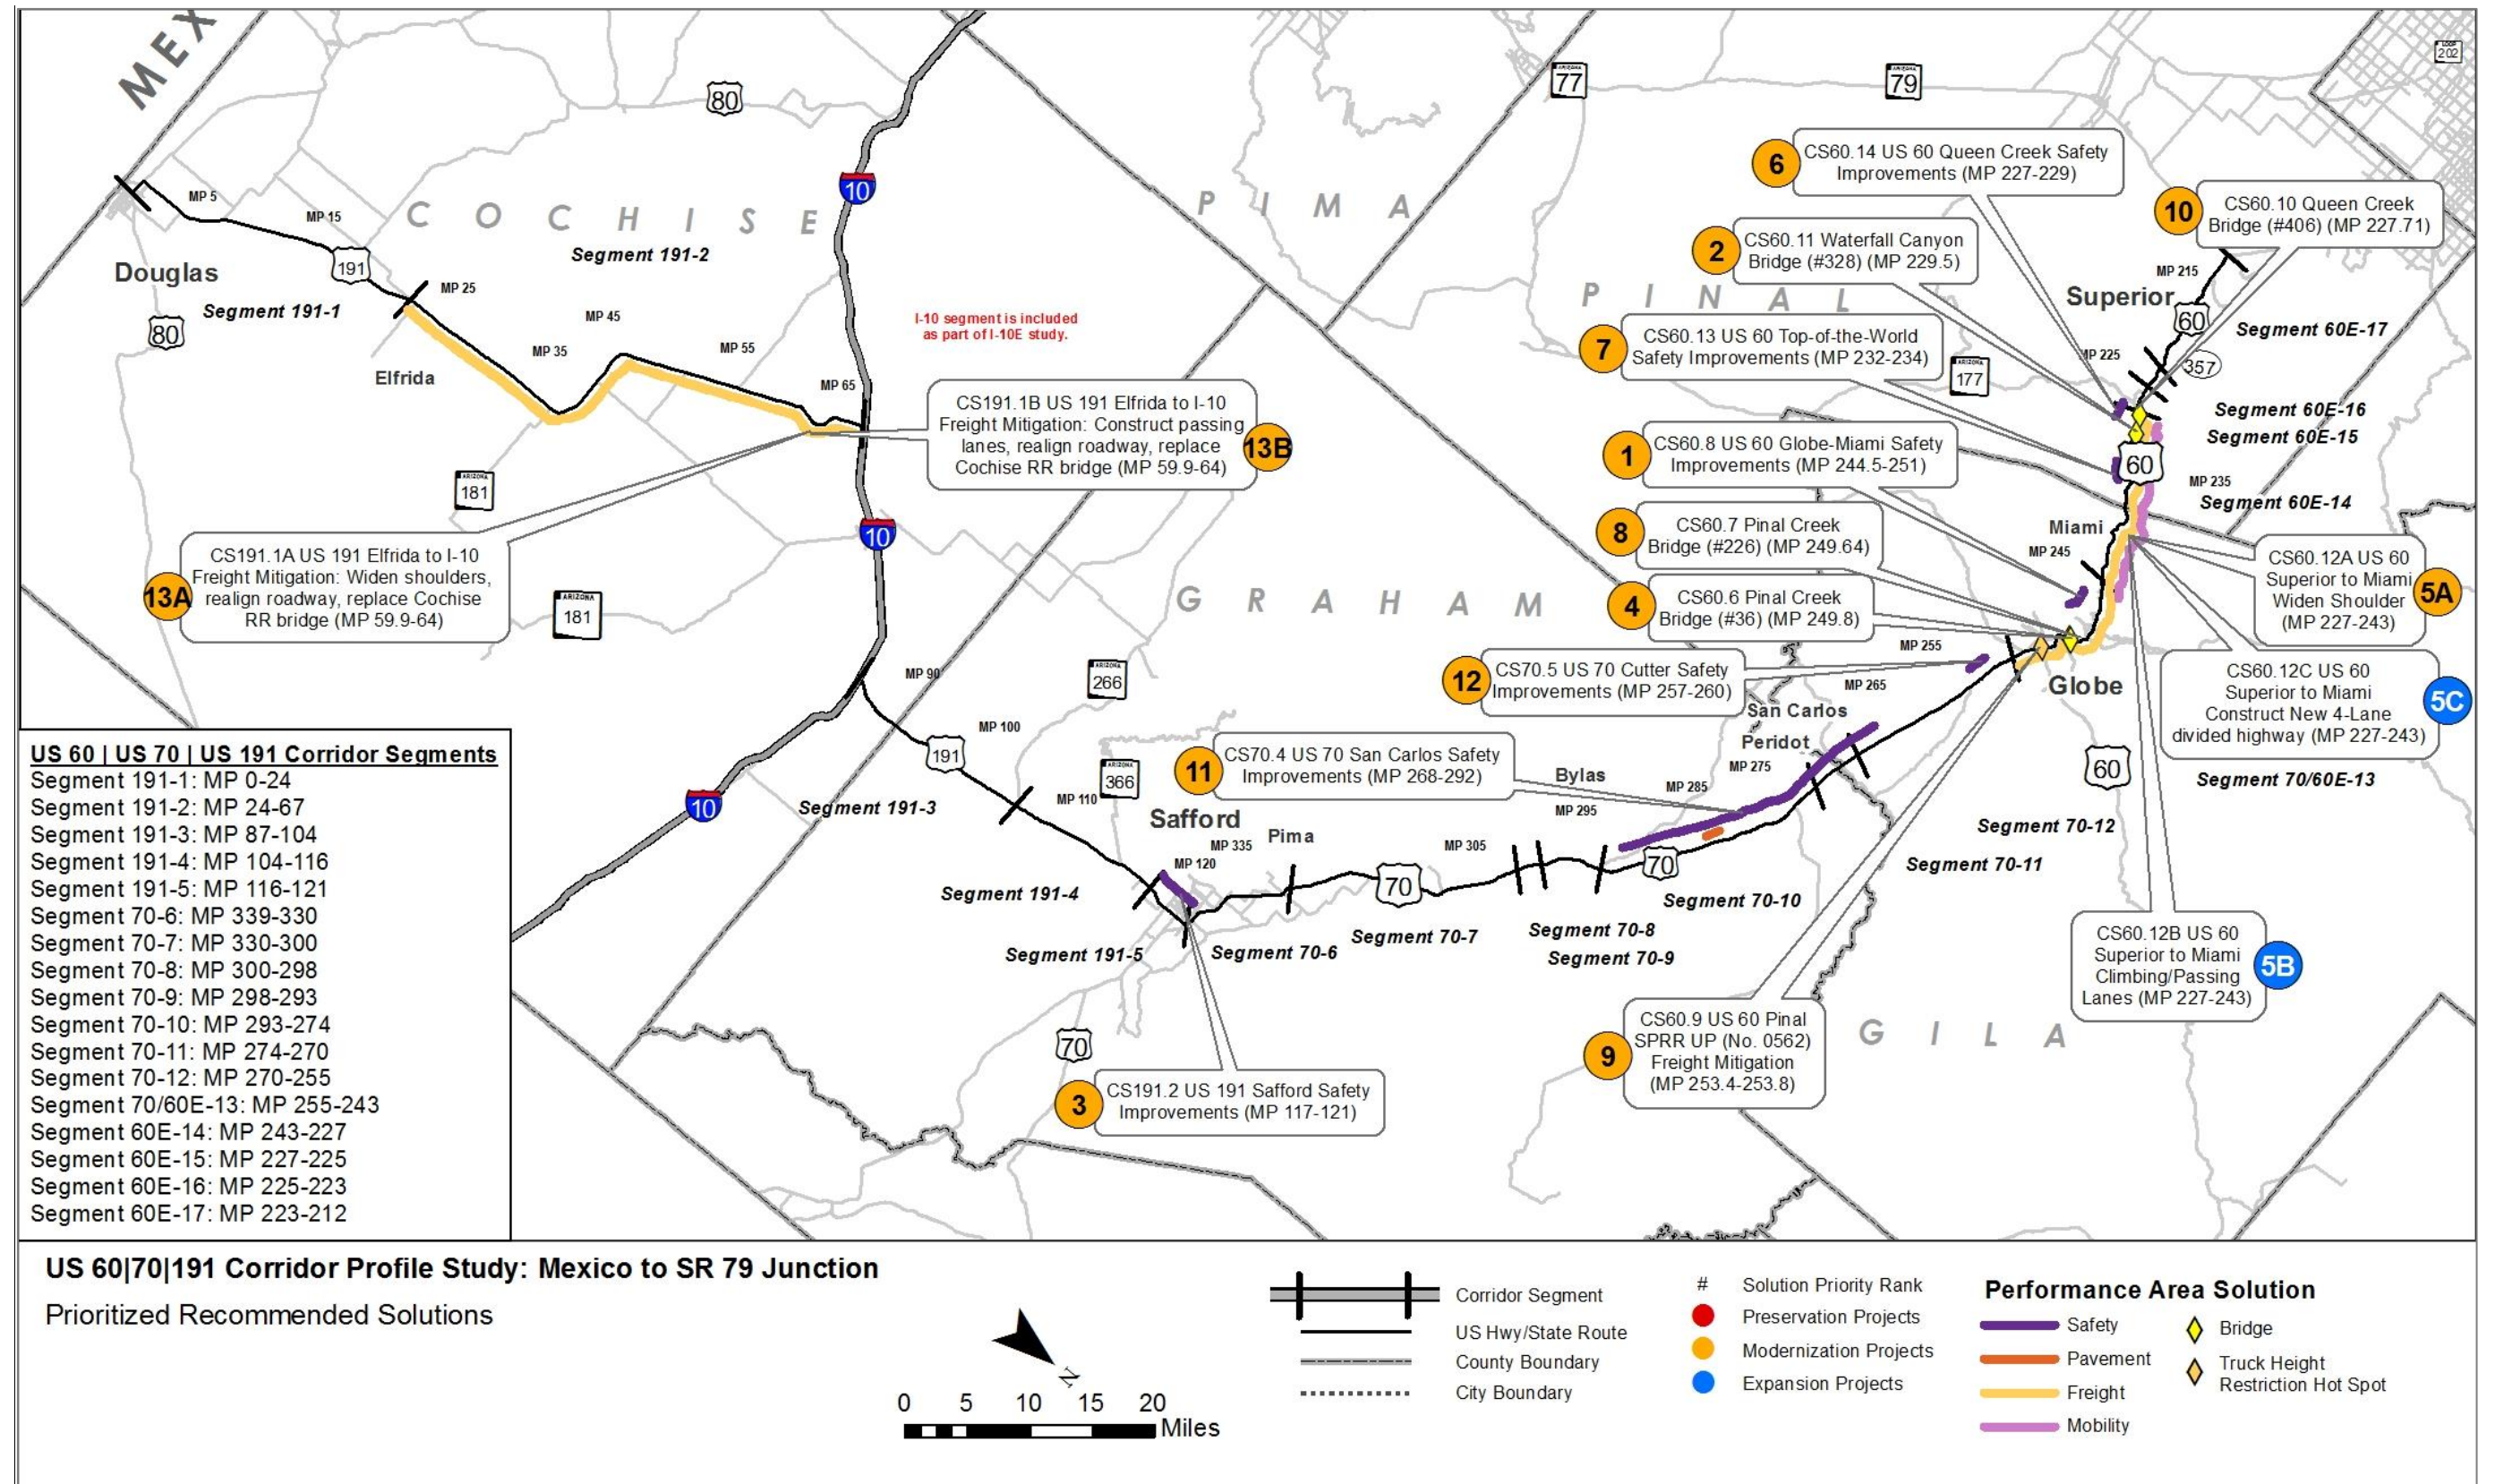 MEX
80
ARIZONA
77
ARIZONA
79
LOOP
202
10
MP 5
MP 15
COCHISE
Segment 191-2
PIMA
6
CS60.14 US 60 Queen Creek Safety
Improvements (MP 227-229)
10
CS60.10 Queen Creek
Bridge (#406) (MP 227.71)
2
CS60.11 Waterfall Canyon
Bridge (#328) (MP 229.5)
Douglas
191
MP 25
Segment 191-1
80
MP 45
MP 35
MP 55
Elfrida
MP 65
I-10 segment is included
as part of I-10E study.
PINAL
MP 215
Superior
60
Segment 60E-17
7
CS60.13 US 60 Top-of-the-World
Safety Improvements (MP 232-234)
MP 225
357
ARIZONA
177
Segment 60E-16
Segment 60E-15
CS191.1B US 191 Elfrida to I-10
Freight Mitigation: Construct passing
lanes, realign roadway, replace
Cochise RR bridge (MP 59.9-64)
13B
1
CS60.8 US 60 Globe-Miami Safety
Improvements (MP 244.5-251)
60
MP 235
Segment 60E-14
ARIZONA
181
10
8
CS60.7 Pinal Creek
Bridge (#226) (MP 249.64)
Miami
MP 245
13A
CS191.1A US 191 Elfrida to I-10
Freight Mitigation: Widen shoulders,
realign roadway, replace Cochise
RR bridge (MP 59.9-64)
ARIZONA
181
GRAHAM
4
CS60.6 Pinal Creek
Bridge (#36) (MP 249.8)
CS60.12A US 60
Superior to Miami
Widen Shoulder
(MP 227-243)
5A
MP 90
ARIZONA
266
12
CS70.5 US 70 Cutter Safety
Improvements (MP 257-260)
MP 255
MP 265
Globe
CS60.12C US 60
Superior to Miami
Construct New 4-Lane
divided highway (MP 227-243)
5C
San Carlos
Peridot
MP 275
MP 100
191
ARIZONA
366
11
CS70.4 US 70 San Carlos Safety
Improvements (MP 268-292)
Bylas
MP 285
MP 295
60
Segment 70/60E-13
10
Segment 191-3
MP 110
Safford
MP 335
Pima
MP 120
MP 305
70
70
Segment 70-12
Segment 70-11
Segment 191-4
Segment 70-10
Segment 191-5
Segment 70-6
Segment 70-7
Segment 70-8
Segment 70-9
CS60.12B US 60
Superior to Miami
Climbing/Passing
Lanes (MP 227-243)
5B
70
9
CS60.9 US 60 Pinal
SPRR UP (No. 0562)
Freight Mitigation
(MP 253.4-253.8)
GILA
3
CS191.2 US 191 Safford Safety
Improvements (MP 117-121)
US 60 | US 70 | US 191 Corridor Segments
Segment 191-1: MP 0-24
Segment 191-2: MP 24-67
Segment 191-3: MP 87-104
Segment 191-4: MP 104-116
Segment 191-5: MP 116-121
Segment 70-6: MP 339-330
Segment 70-7: MP 330-300
Segment 70-8: MP 300-298
Segment 70-9: MP 298-293
Segment 70-10: MP 293-274
Segment 70-11: MP 274-270
Segment 70-12: MP 270-255
Segment 70/60E-13: MP 255-243
Segment 60E-14: MP 243-227
Segment 60E-15: MP 227-225
Segment 60E-16: MP 225-223
Segment 60E-17: MP 223-212
US 60|70|191 Corridor Profile Study: Mexico to SR 79 Junction
Prioritized Recommended Solutions
N
0 5 10 15 20
Miles
Corridor Segment
US Hwy/State Route
County Boundary
City Boundary
# Solution Priority Rank
Preservation Projects
Modernization Projects
Expansion Projects
Performance Area Solution
Safety
Pavement
Freight
Mobility
Bridge
Truck Height
Restriction Hot Spot